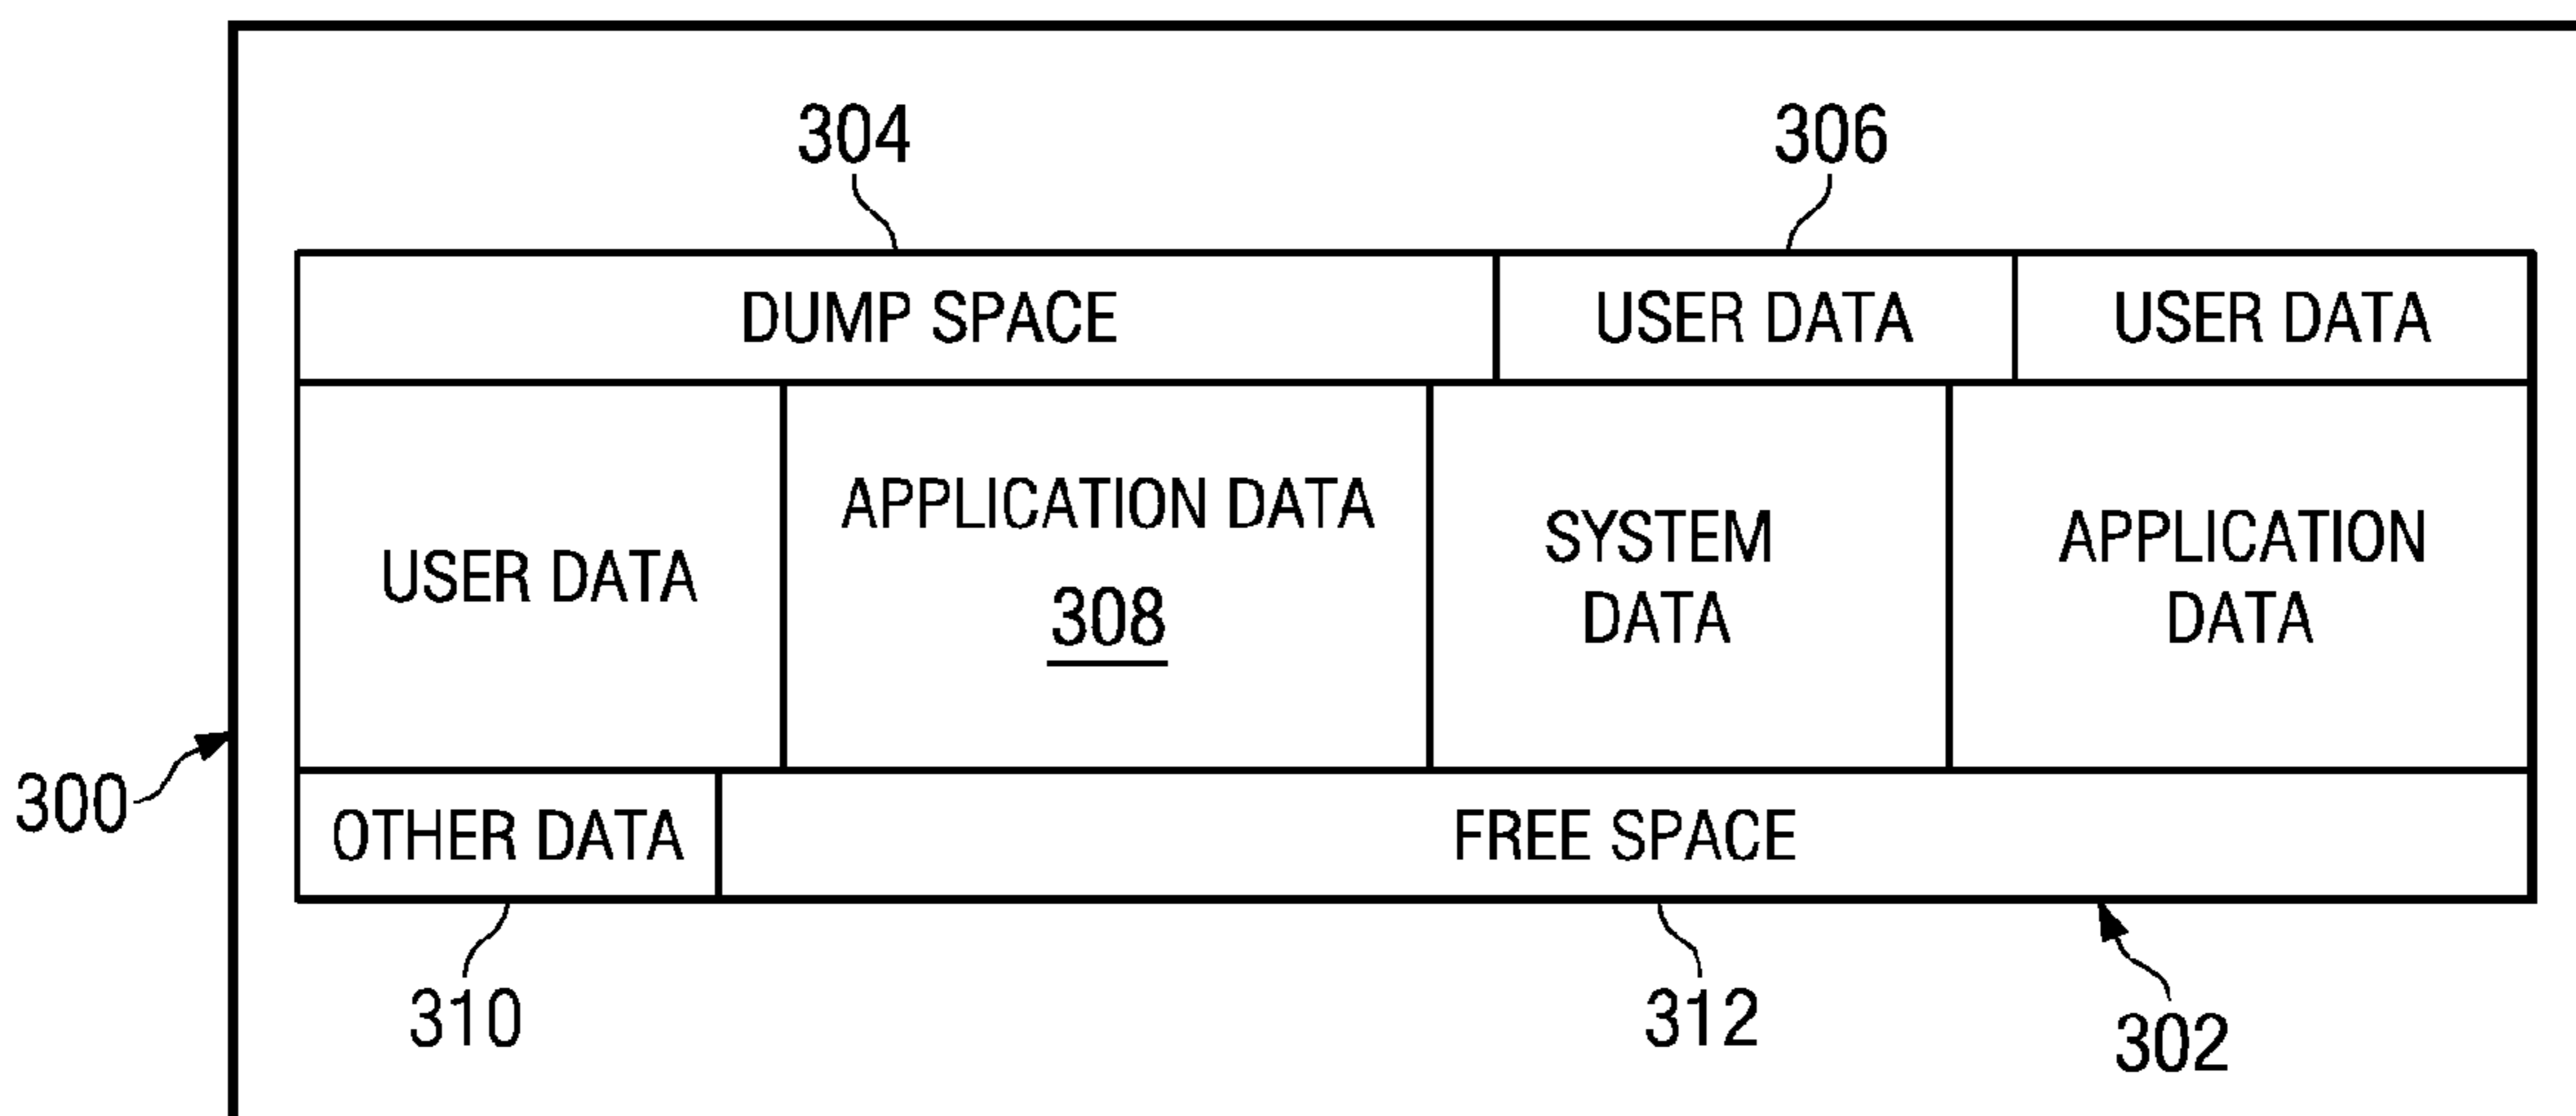 304
306
DUMP SPACE
USER DATA
USER DATA
USER DATA
APPLICATION DATA
308
SYSTEM
DATA
APPLICATION
DATA
300
OTHER DATA
FREE SPACE
310
312
302